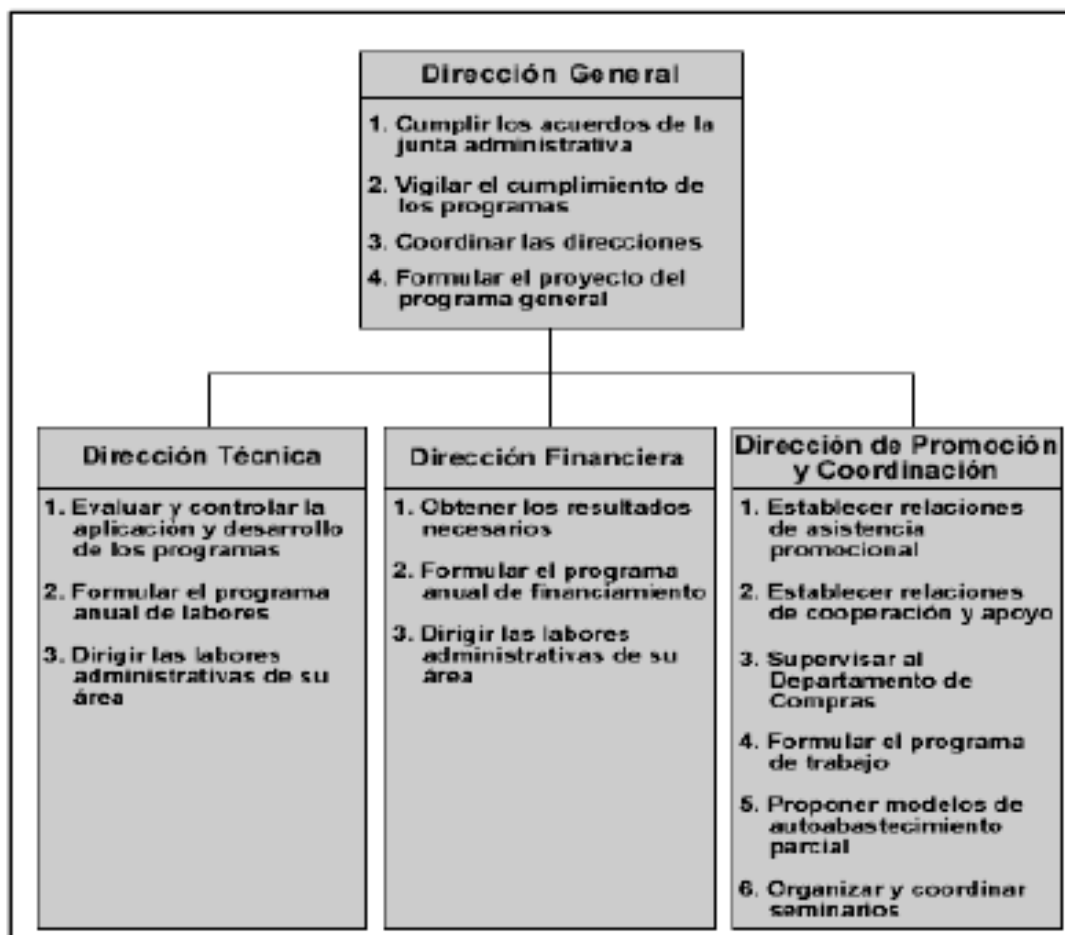 Dirección General
1. Cumplir los acuerdos de la
junta administrativa
2. Vigilar el cumplimiento de
los programas
3. Coordinar las direcciones
4. Formular el proyecto del
programa general
Dirección Técnica
1. Evaluar y controlar la
aplicación y desarrollo
de los programas
2. Formular el programa
anual de labores
3. Dirigir las labores
administrativas de su
área
Dirección Financiera
1. Obtener los resultados
necesarios
2. Formular el programa
anual de financiamiento
3. Dirigir las labores
administrativas de su
área
Dirección de Promoción
y Coordinación
1. Establecer relaciones
de asistencia
promocional
2. Establecer relaciones
de cooperación y apoyo
3. Supervisar al
Departamento de
Compras
4. Formular el programa
de trabajo
5. Proponer modelos de
autoabastecimiento
parcial
6. Organizar y coordinar
seminarios